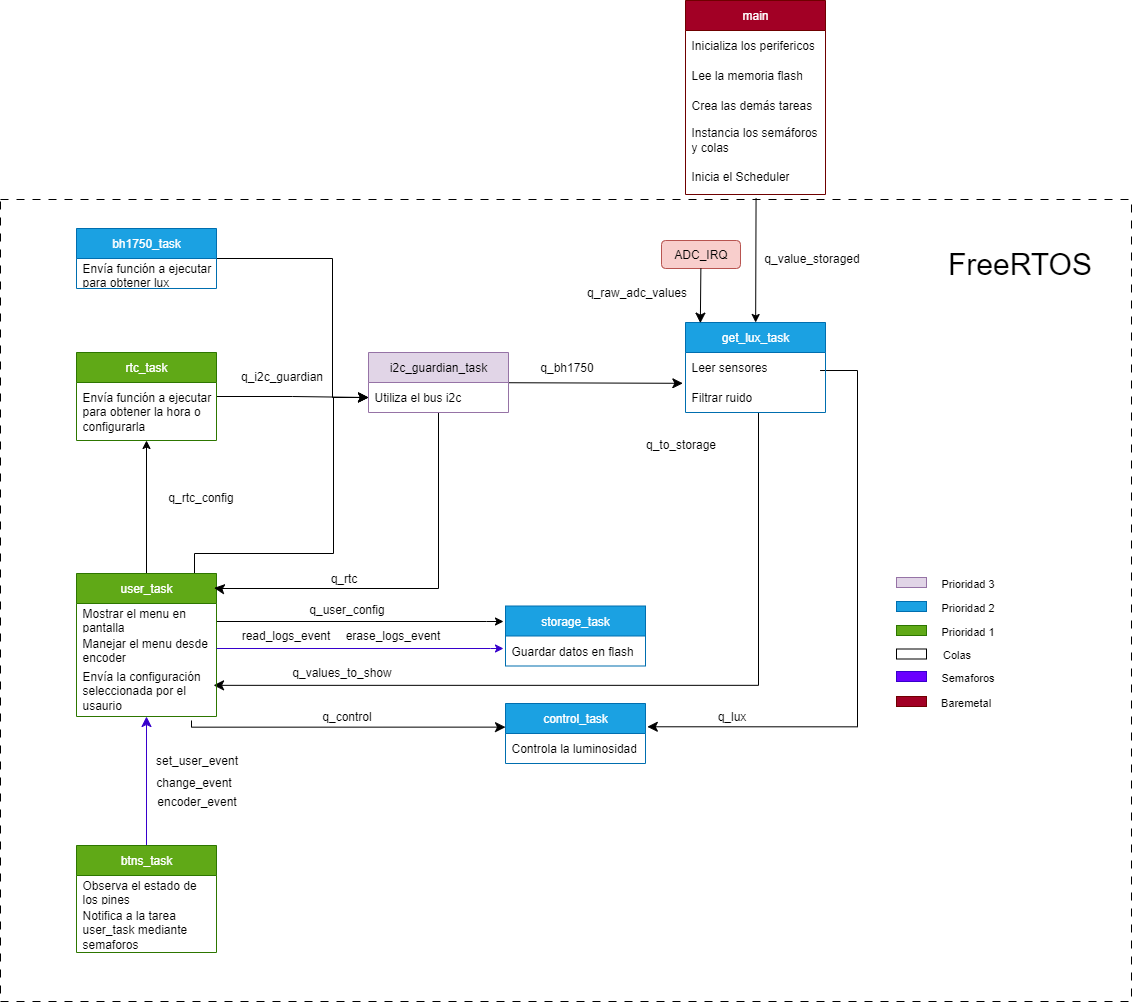 main
Inicializa los perifericos
Lee la memoria flash
Crea las demás tareas
Instancia los semáforos
y colas
Inicia el Scheduler
FreeRTOS
bh1750_task
Envía función a ejecutar
para obtener lux
ADC_IRQ
q_value_storaged
q_raw_adc_values
get_lux_task
Leer sensores
Filtrar ruido
rtc_task
Envía función a ejecutar
para obtener la hora o
configurarla
q_i2c_guardian
i2c_guardian_task
Utiliza el bus i2c
q_bh1750
q_to_storage
q_rtc_config
user_task
Mostrar el menu en
pantalla
Manejar el menu desde
encoder
Envía la configuración
seleccionada por el
usaurio
q_rtc
q_user_config
read_logs_event
erase_logs_event
storage_task
Guardar datos en flash
q_values_to_show
q_control
control_task
Controla la luminosidad
q_lux
Prioridad 3
Prioridad 2
Prioridad 1
Colas
Semaforos
Baremetal
set_user_event
change_event
encoder_event
btns_task
Observa el estado de
los pines
Notifica a la tarea
user_task mediante
semaforos